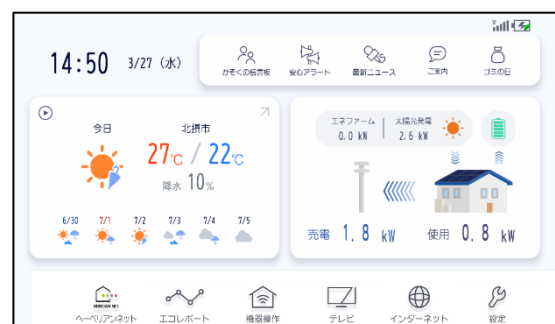 14:50 3/27 (水)
かぞくの伝言板 安心アラート 最新ニュース ご案内 ゴミの日
今日 北摂市
27℃ / 22℃
降水 10%
6/30 7/1 7/2 7/3 7/4 7/5
エネファーム 太陽光発電
0.0 kW 2.6 kW
売電 1.8 kW 使用 0.8 kW
ヘーベリアンネット エコレポート 機器操作 テレビ インターネット 設定